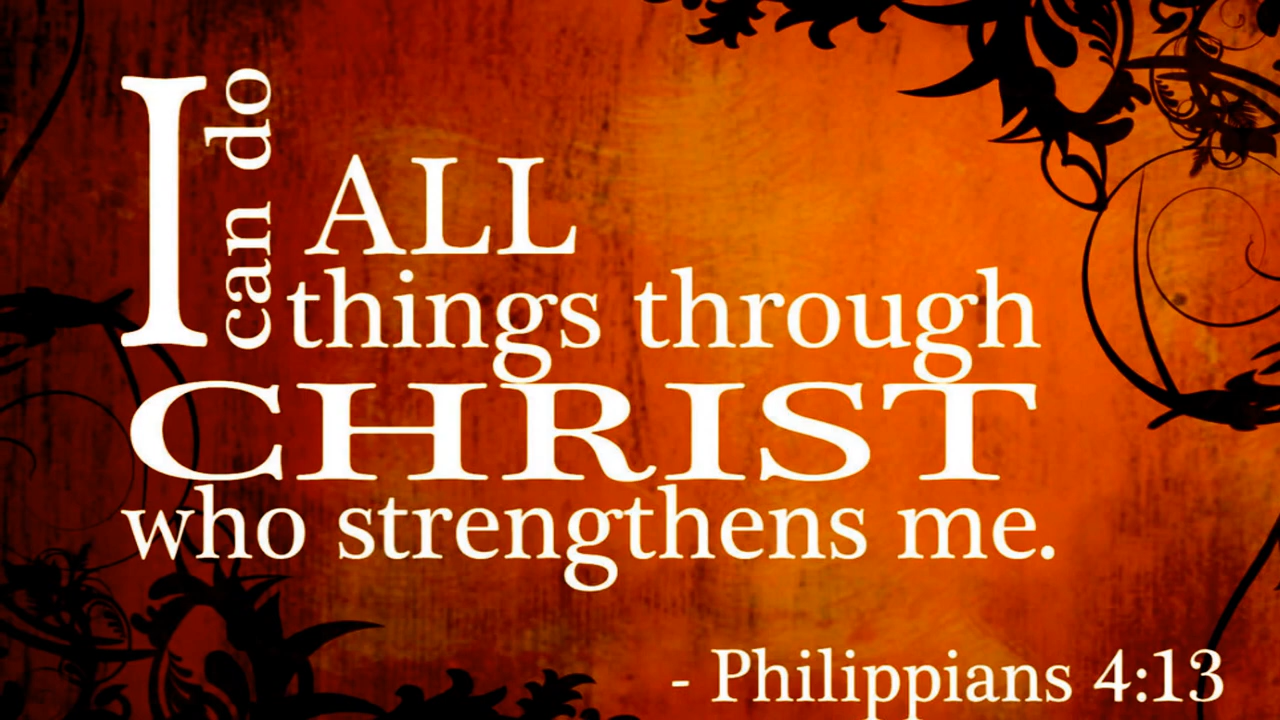 I can do ALL
things through
CHRIST
who strengthens me.
- Philippians 4:13